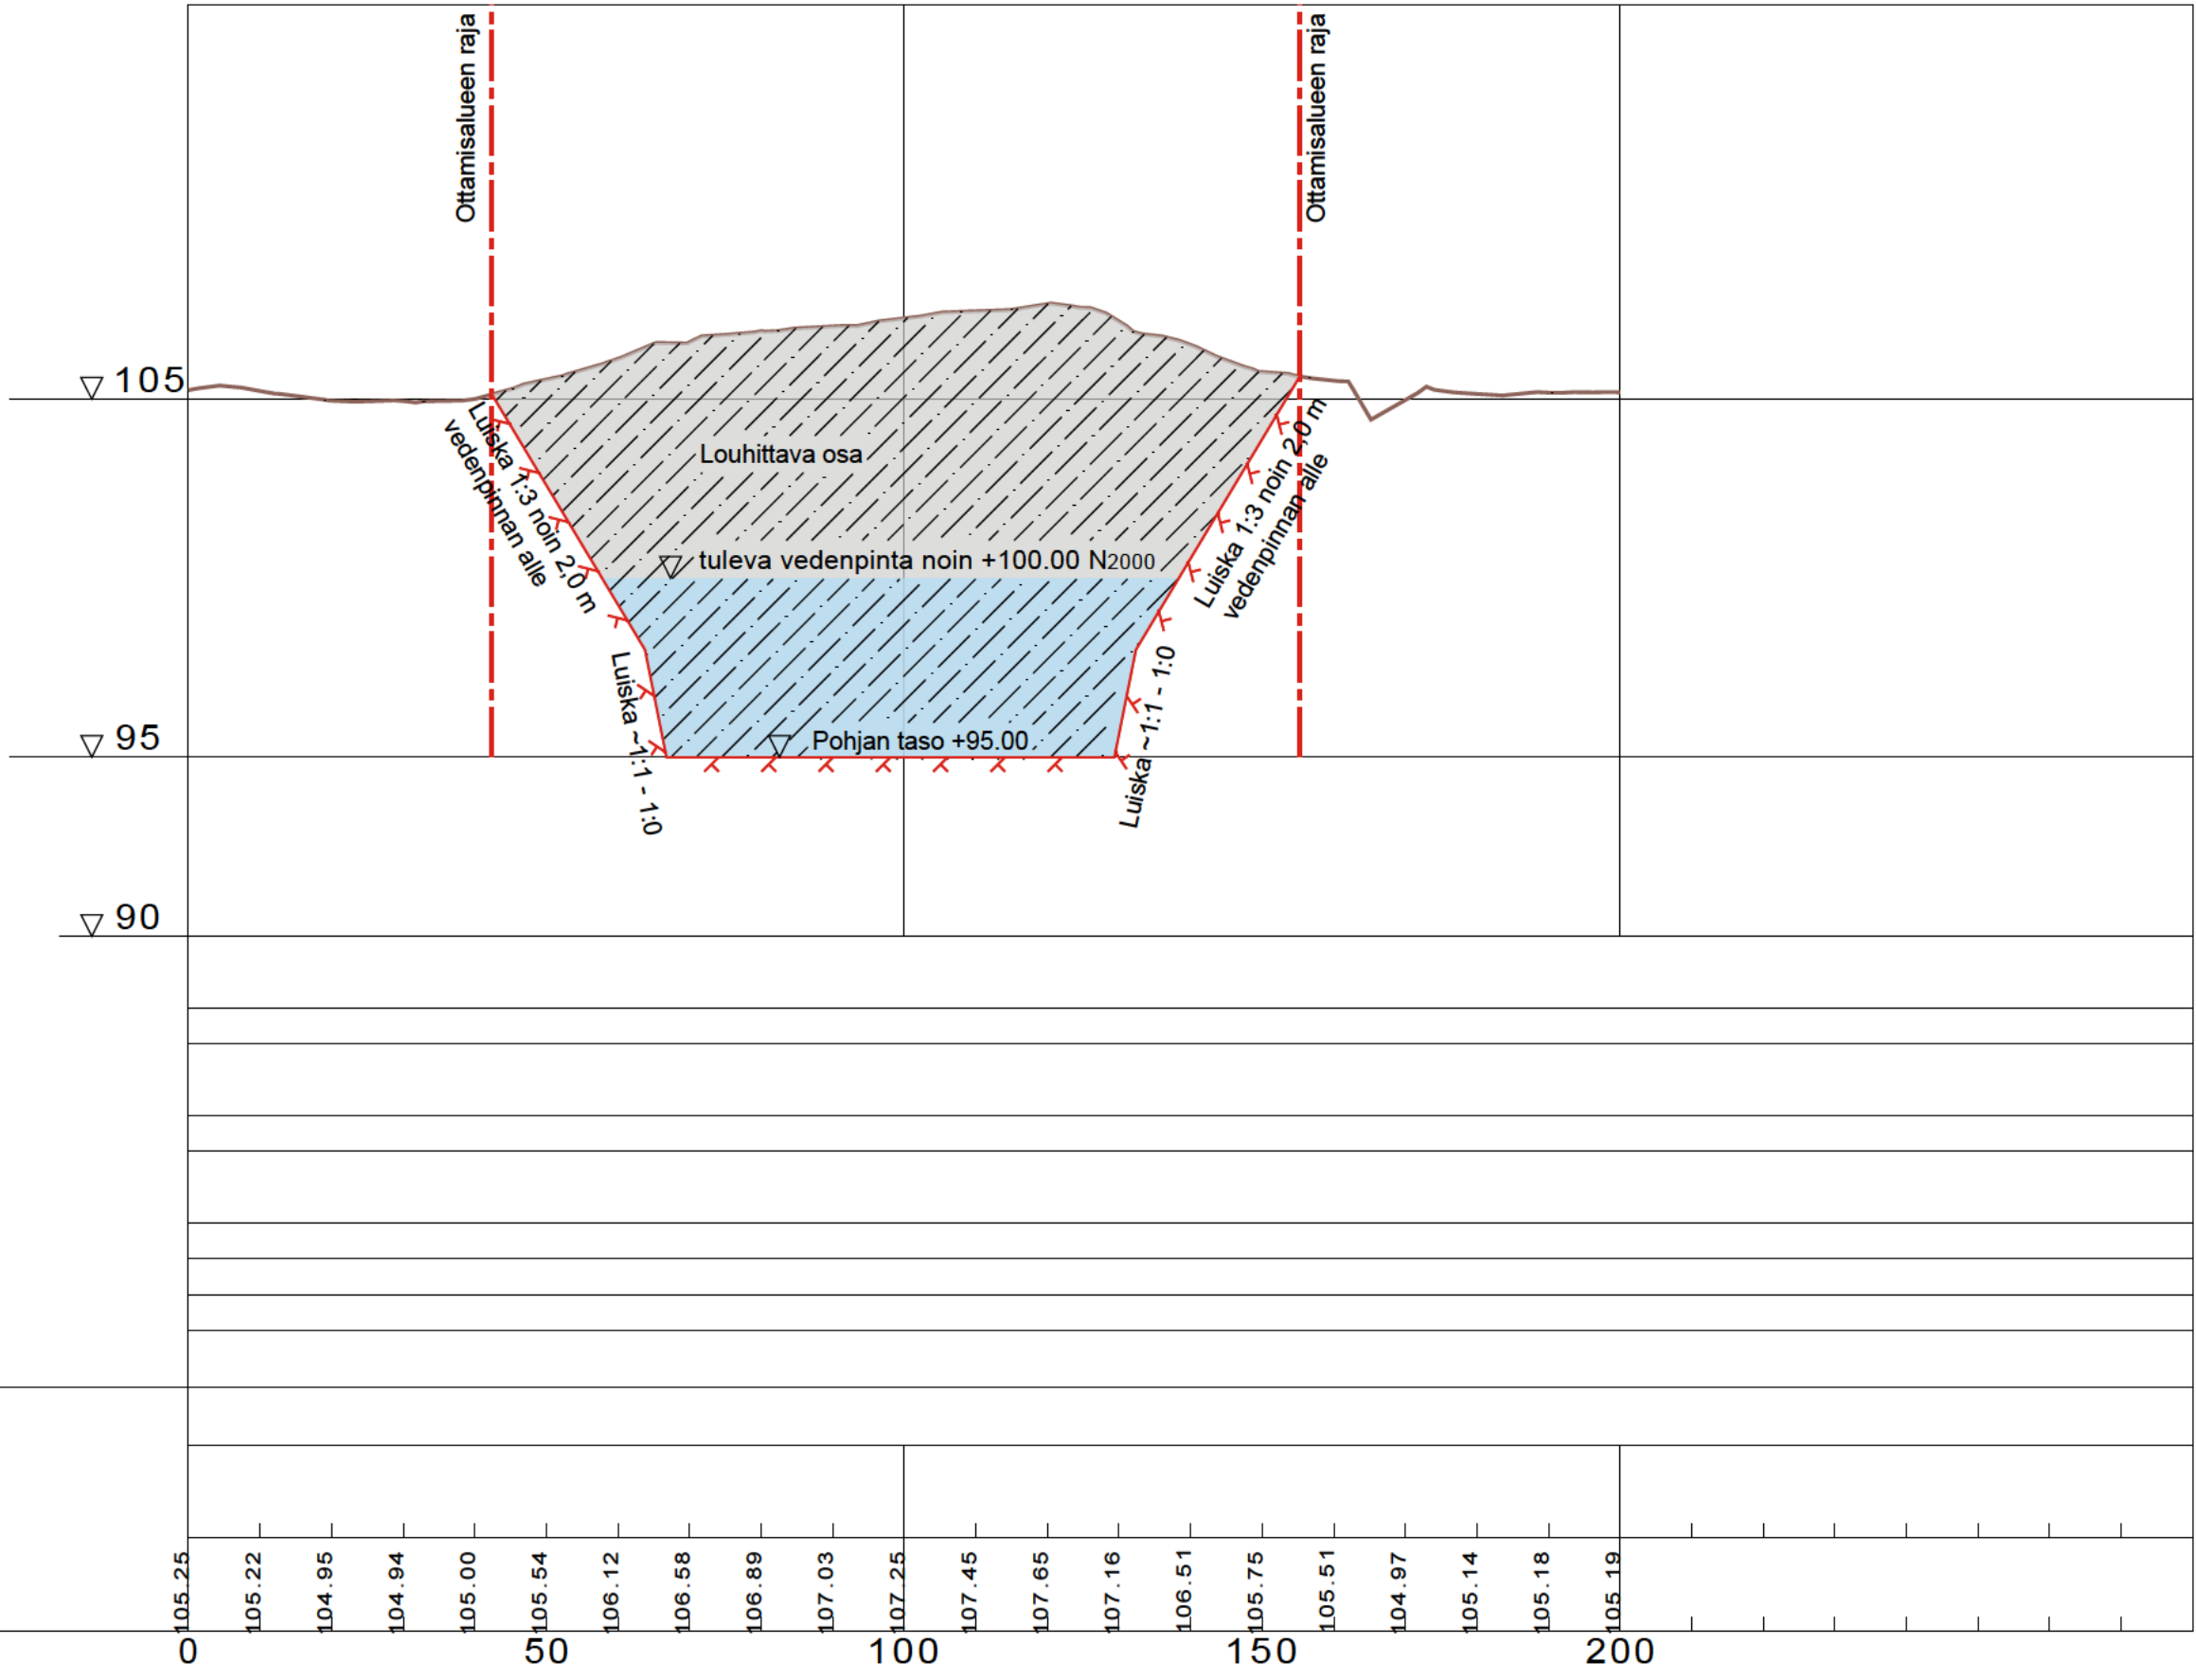 Ottamisalueen raja
Ottamisalueen raja
105
Luiska 1:3 noin 2,0 m
vedenpinnan alle
Louhittava osa
Luiska 1:3 noin 2,0 m
vedenpinnan alle
tuleva vedenpinta noin +100.00 N2000
Luiska ~1:1 - 1:0
Luiska ~1:1 - 1:0
95
Pohjan taso +95.00
90
105.25
105.22
104.95
104.94
105.00
105.54
106.12
106.58
106.89
107.03
107.25
107.45
107.65
107.16
106.51
105.75
105.51
104.97
105.14
105.18
105.19
0
50
100
150
200